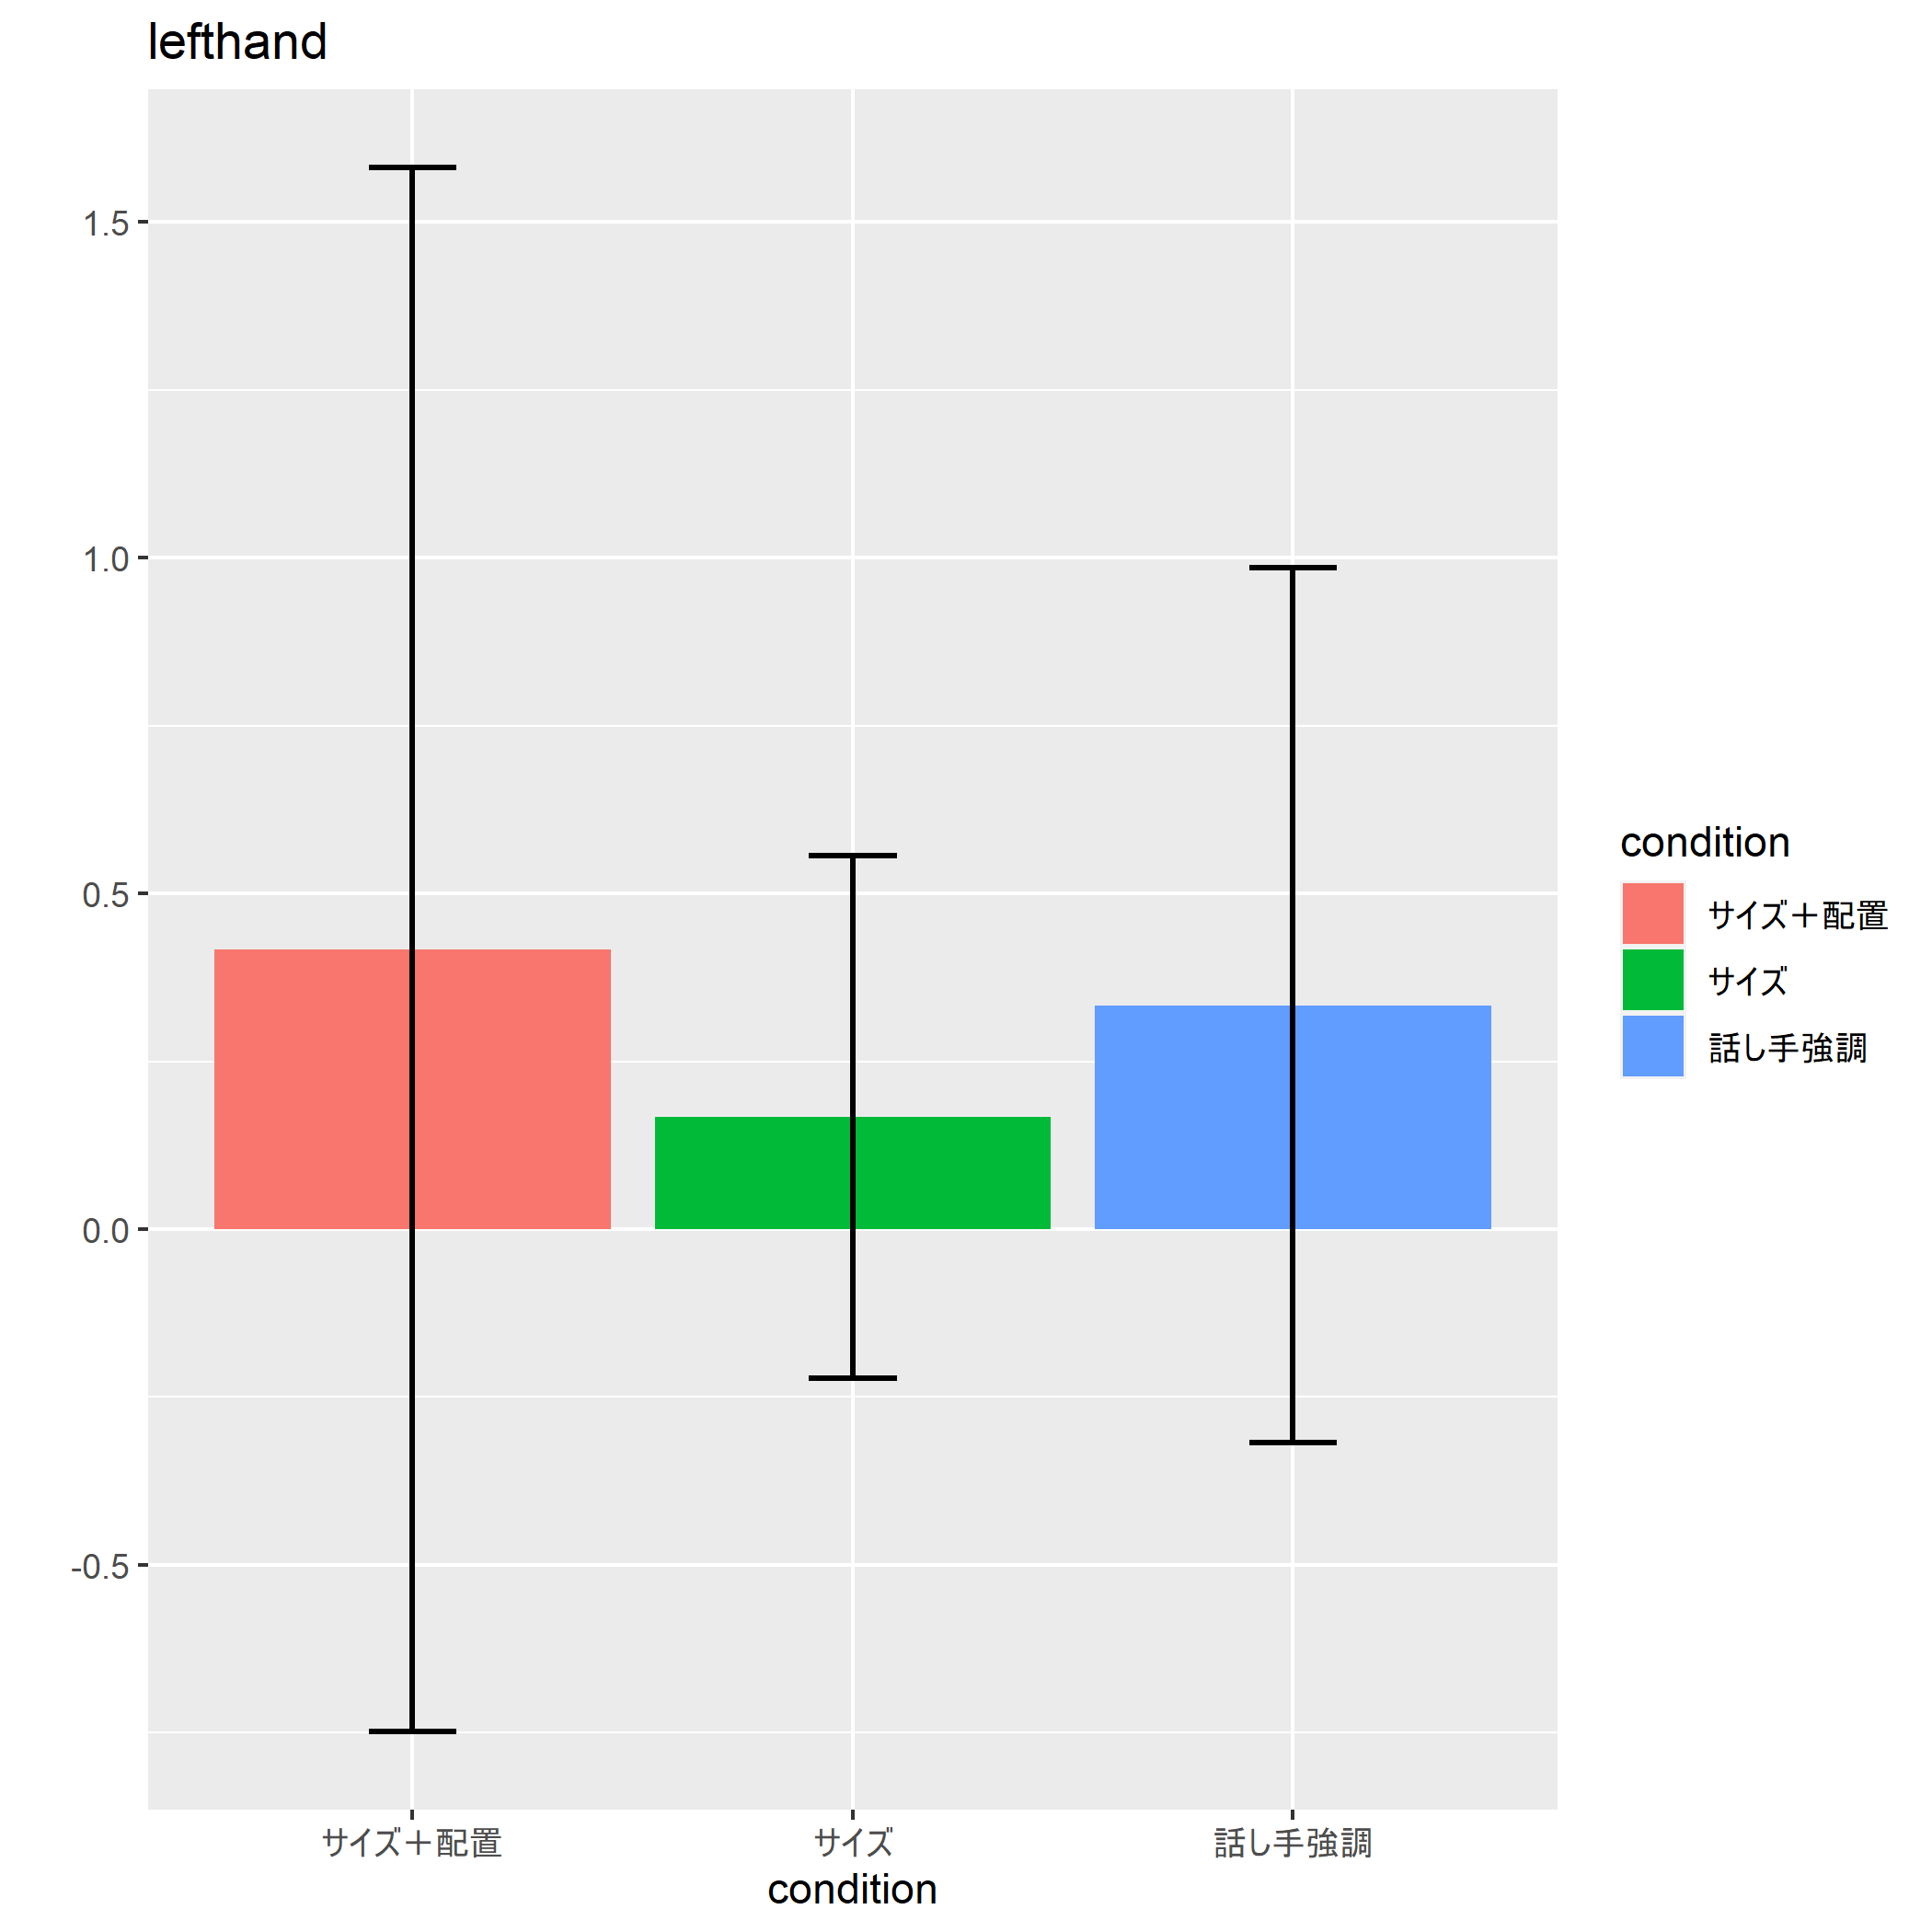 lefthand
1.5
1.0
0.5
0.0
-0.5
サイズ＋配置 サイズ 話し手強調
condition
condition
サイズ＋配置
サイズ
話し手強調